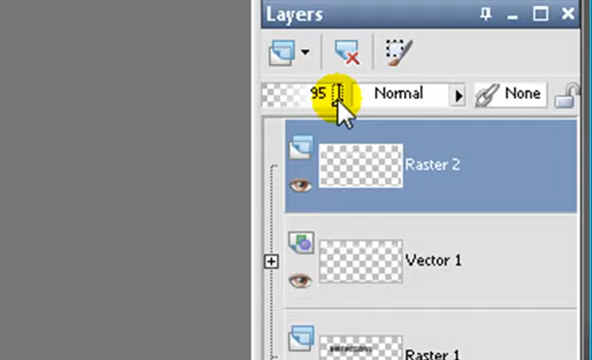 Layers
95 Normal None
Raster 2
Vector 1
Raster 1